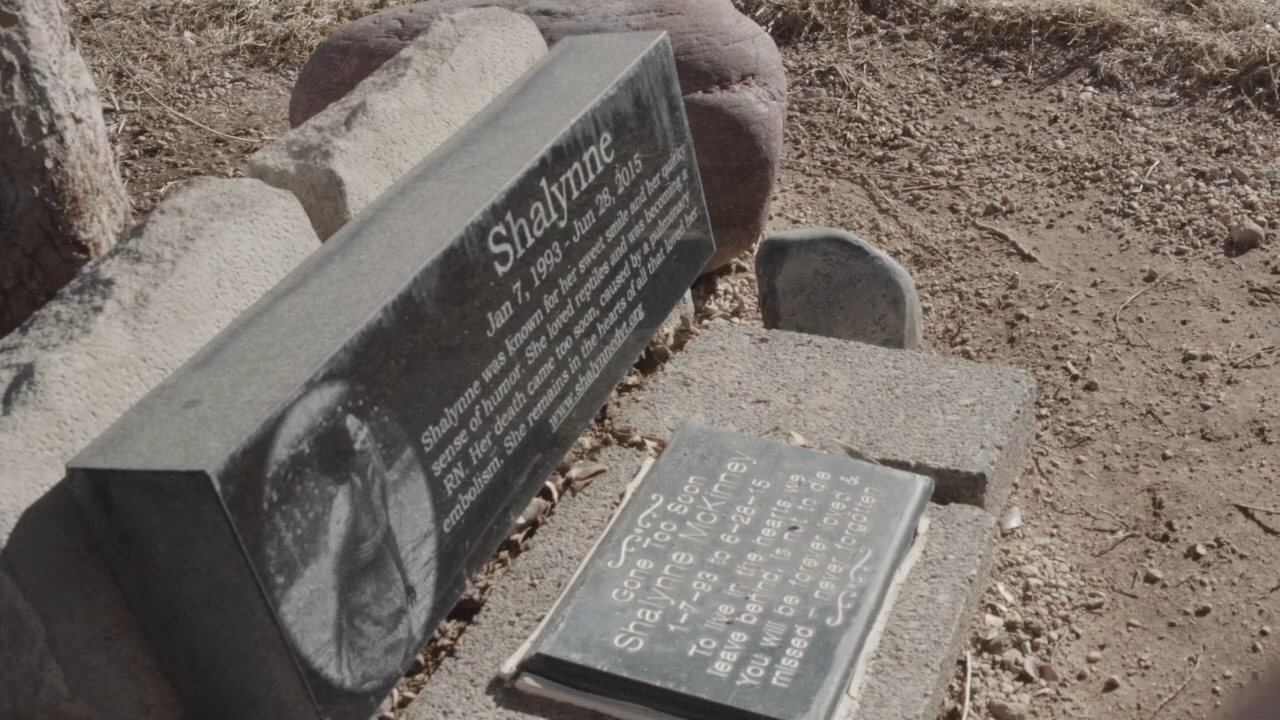 Shalynne
Jan 7, 1993 - Jun 28, 2015
Shalynne was known for her sweet smile and her quirky
sense of humor. She loved reptiles and was becoming a
RN. Her death came too soon, caused by a pulmonary
embolism. She remains in the hearts of all that loved her.
www.shalynnedvt.org
Gone Too Soon
Shalynne McKinney
1-7-93 to 6-28-15
To live in the hearts we
leave behind, is not to die
You will be forever loved &
missed - never forgotten